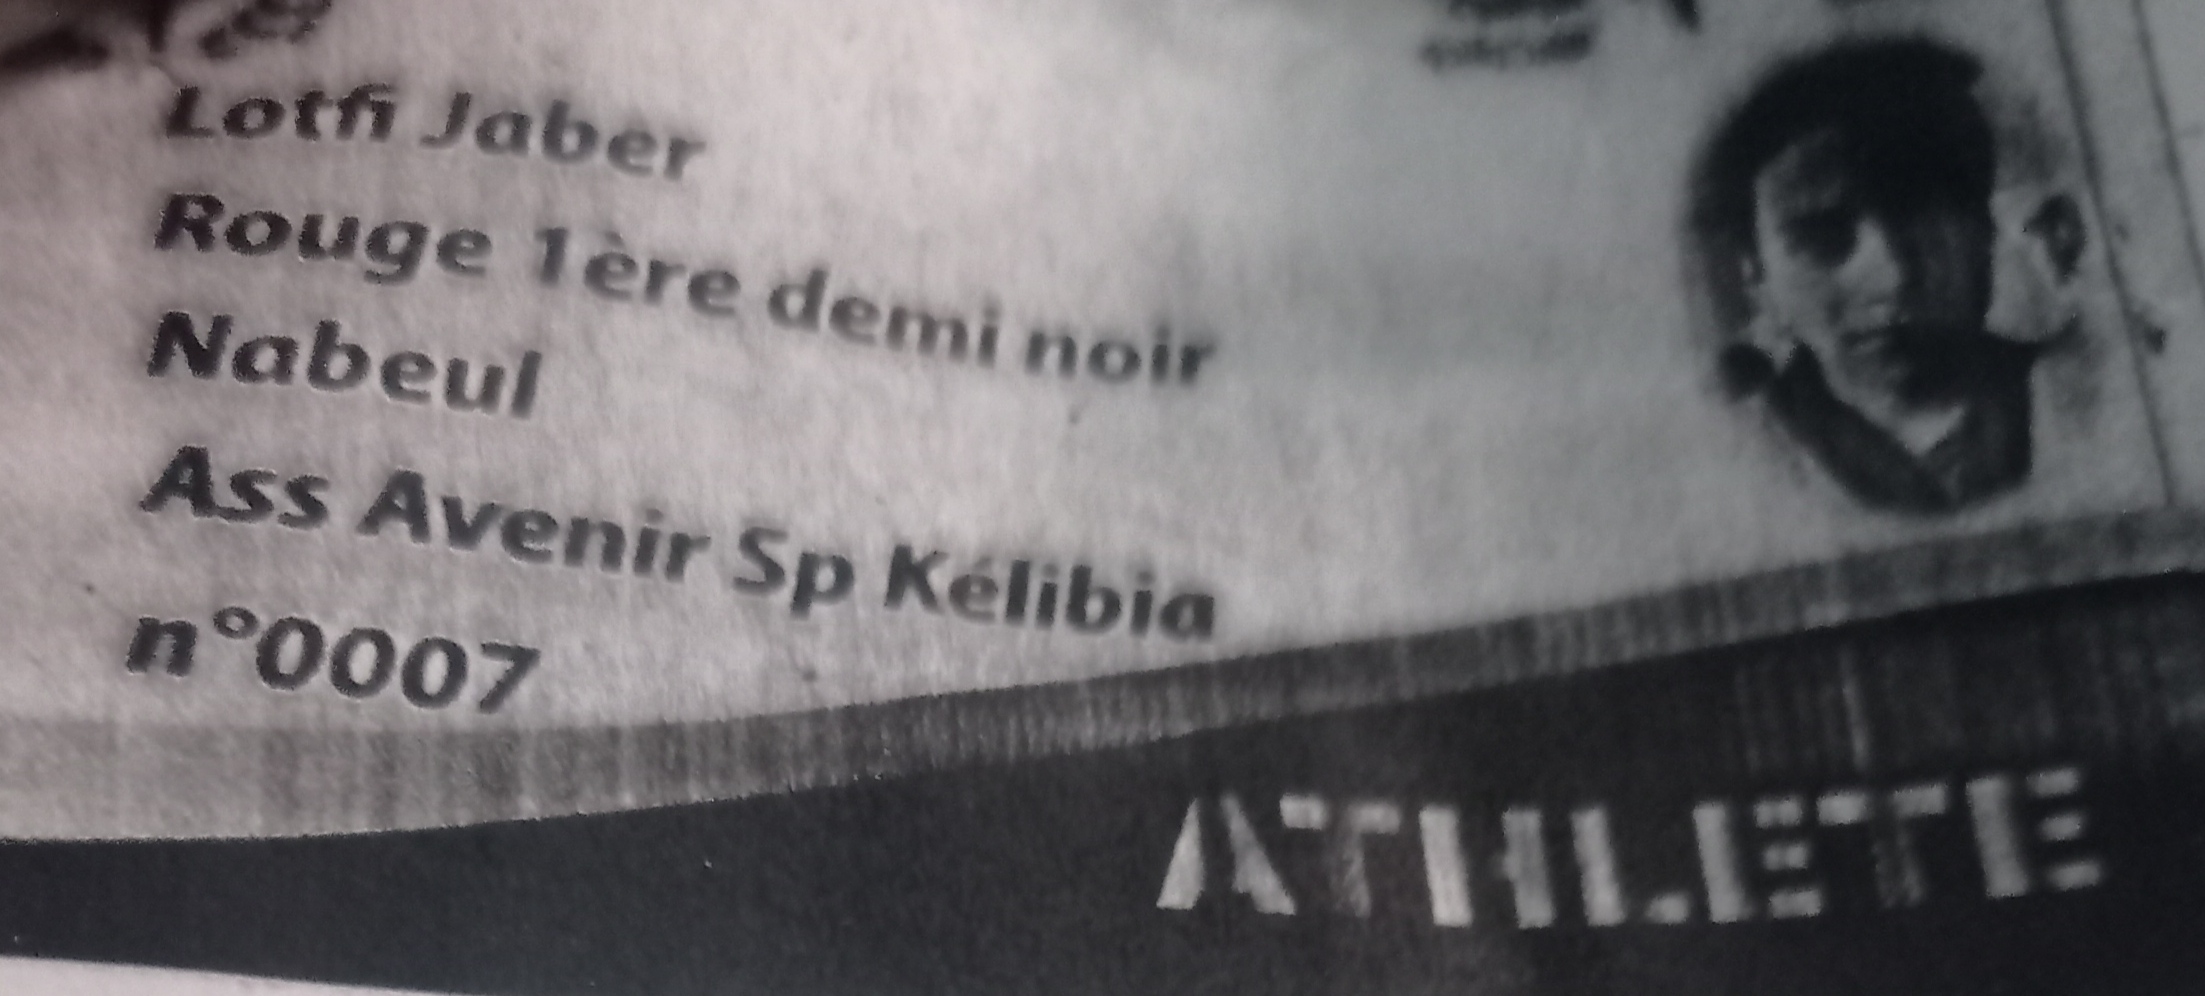 Lotfi Jaber
Rouge 1ère demi noir
Nabeul
Ass Avenir Sp Kélibia
n°0007
ATHLETE